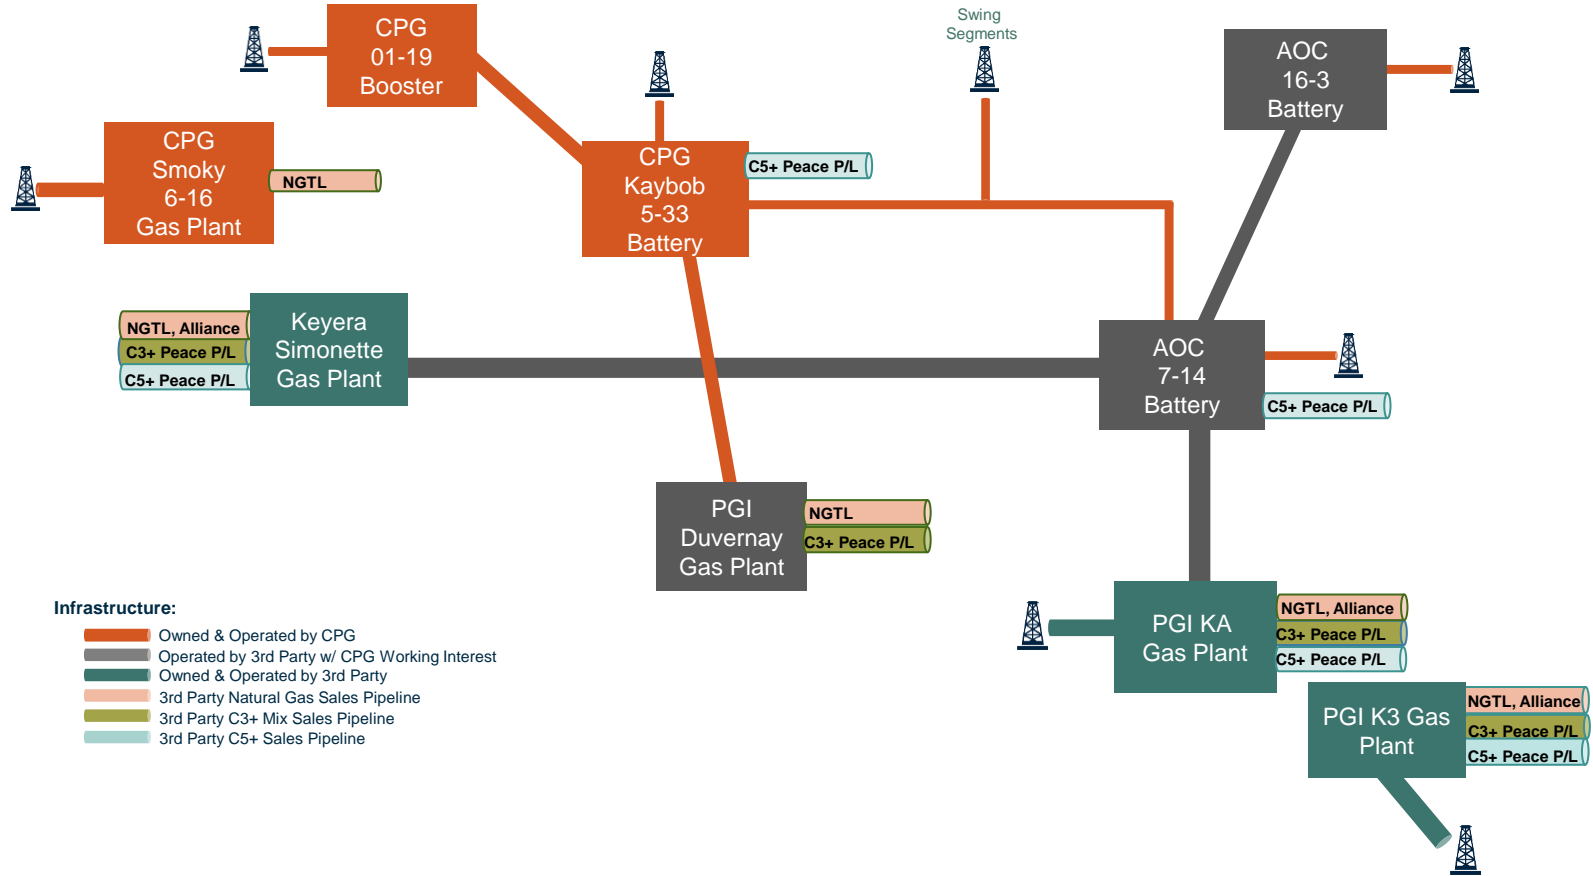 Swing
Segments
CPG
01-19
Booster
AOC
16-3
Battery
CPG
Smoky
6-16
Gas Plant
NGTL
CPG
Kaybob
5-33
Battery
C5+ Peace P/L
Keyera
Simonette
Gas Plant
NGTL, Alliance
C3+ Peace P/L
C5+ Peace P/L
AOC
7-14
Battery
C5+ Peace P/L
PGI
Duvernay
Gas Plant
NGTL
C3+ Peace P/L
PGI KA
Gas Plant
NGTL, Alliance
C3+ Peace P/L
C5+ Peace P/L
PGI K3 Gas
Plant
NGTL, Alliance
C3+ Peace P/L
C5+ Peace P/L
Infrastructure:
Owned & Operated by CPG
Operated by 3rd Party w/ CPG Working Interest
Owned & Operated by 3rd Party
3rd Party Natural Gas Sales Pipeline
3rd Party C3+ Mix Sales Pipeline
3rd Party C5+ Sales Pipeline